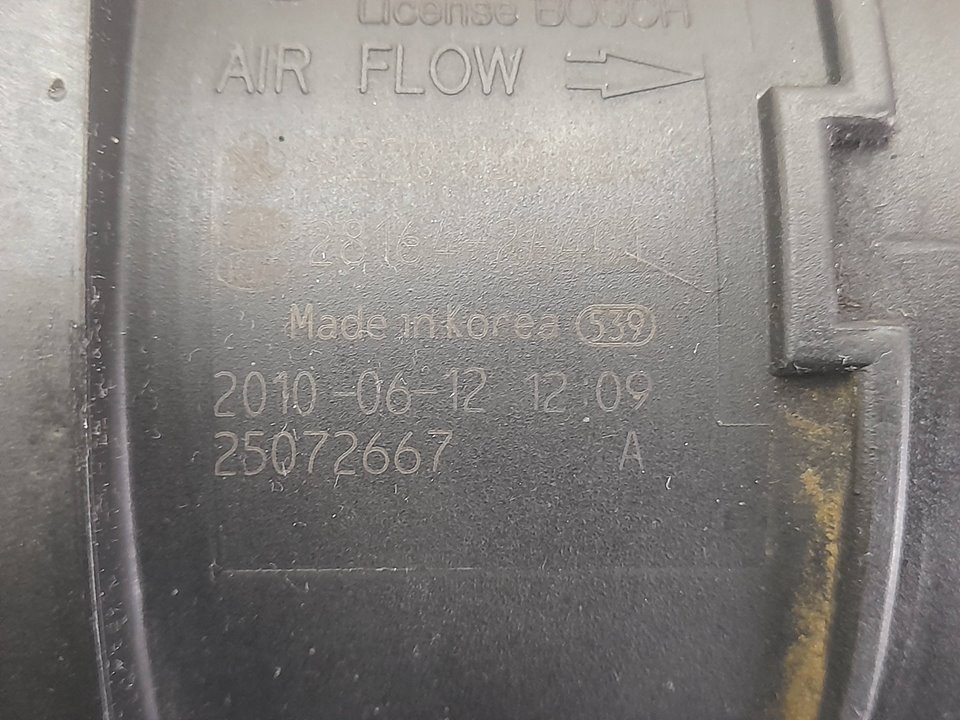 License BOSCH
AIR FLOW
Made in Korea 539
2010-06-12 12:09
25072667 A